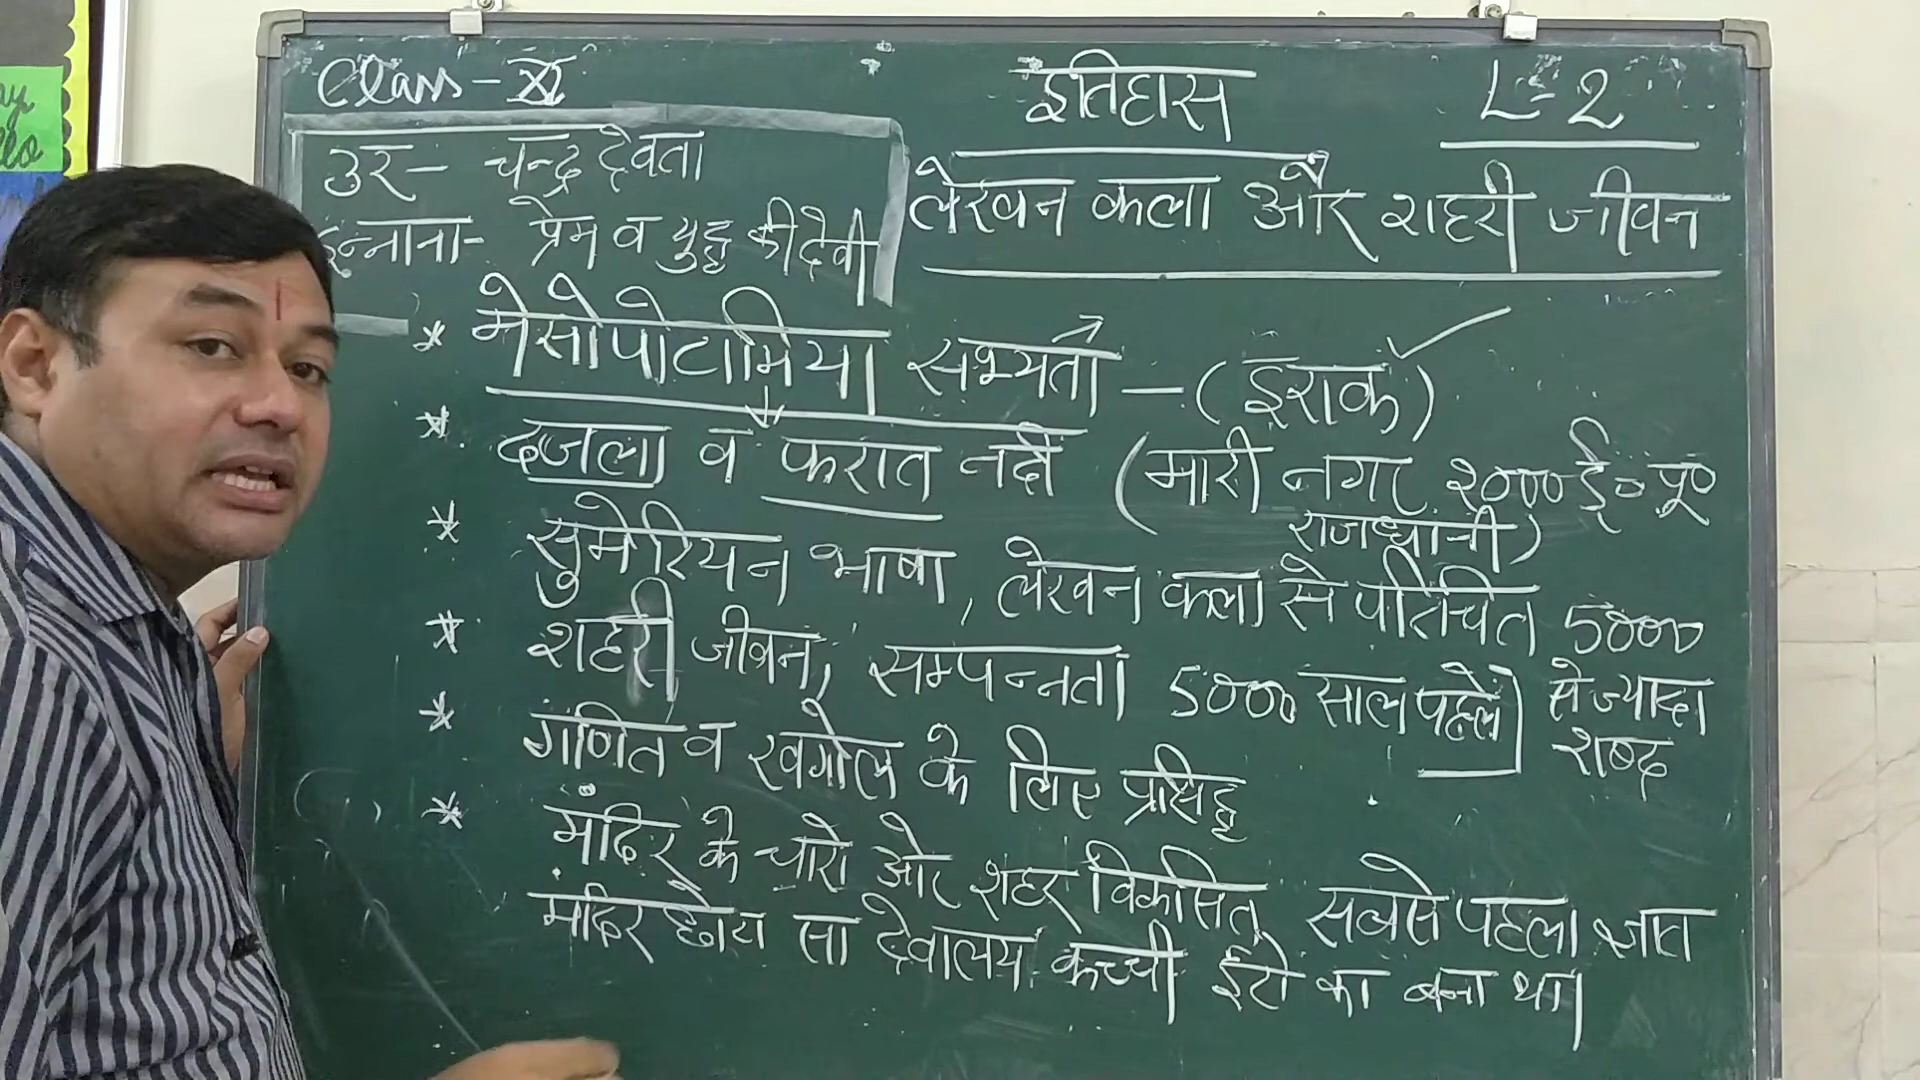 Class - XI
इतिहास
L-2
उर - चन्द्र देवता
इन्नाना - प्रेम व युद्ध की देवी
लेखन कला और शहरी जीवन
* मेसोपोटामिया सभ्यता - (इराक)
* दजला व फरात नदी (मारी नगर 2000 ई० पू०
राजधानी)
* सुमेरियन भाषा, लेखन कला से परिचित 5000
से ज्यादा
शब्द
* शहरी जीवन, सम्पन्नता 5000 साल पहले
* गणित व खगोल के लिए प्रसिद्ध
* मंदिर के चारो ओर शहर विकसित, सबसे पहला ज्ञात
मंदिर छोटा सा देवालय कच्ची ईंटो का बना था।